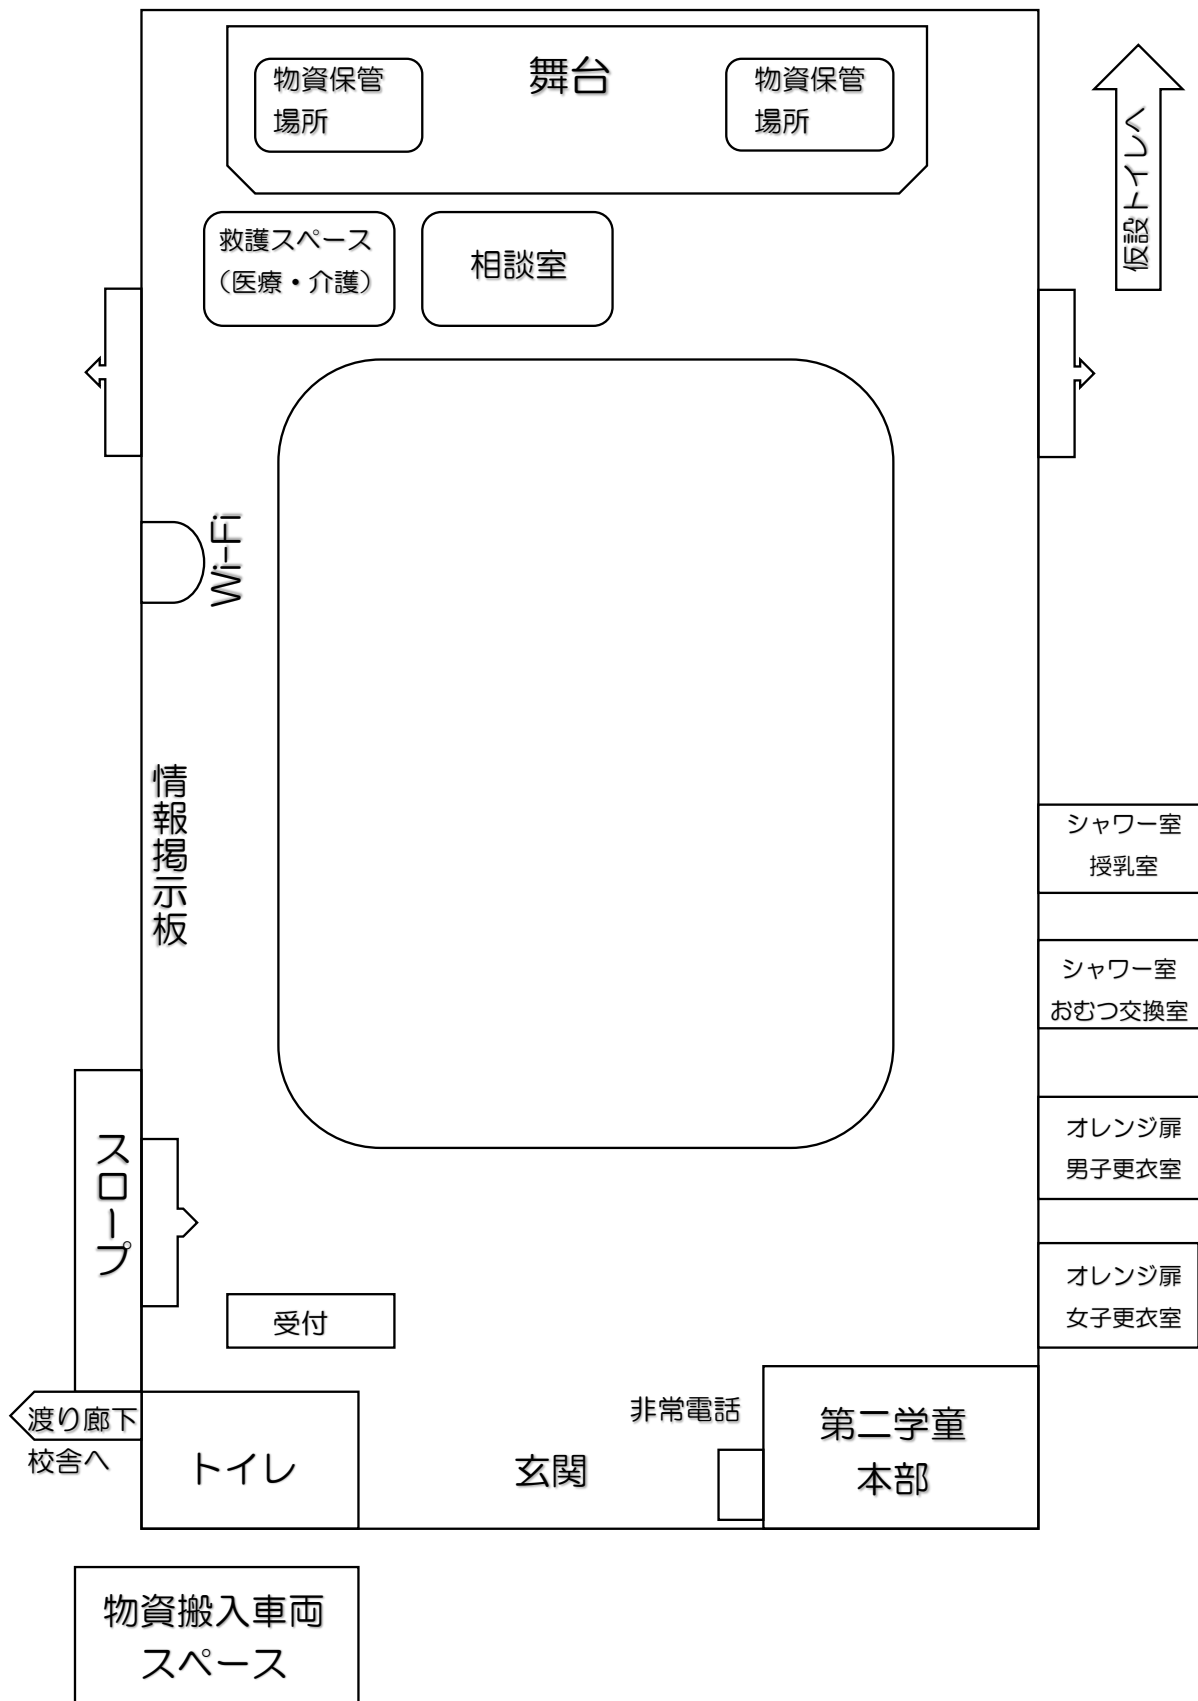 舞台
物資保管
場所
物資保管
場所
仮設トイレへ
救護スペース
（医療・介護）
相談室
Wi-Fi
情報掲示板
シャワー室
授乳室
シャワー室
おむつ交換室
オレンジ扉
男子更衣室
スロープ
オレンジ扉
女子更衣室
受付
渡り廊下
校舎へ
トイレ
玄関
非常電話
第二学童
本部
物資搬入車両
スペース